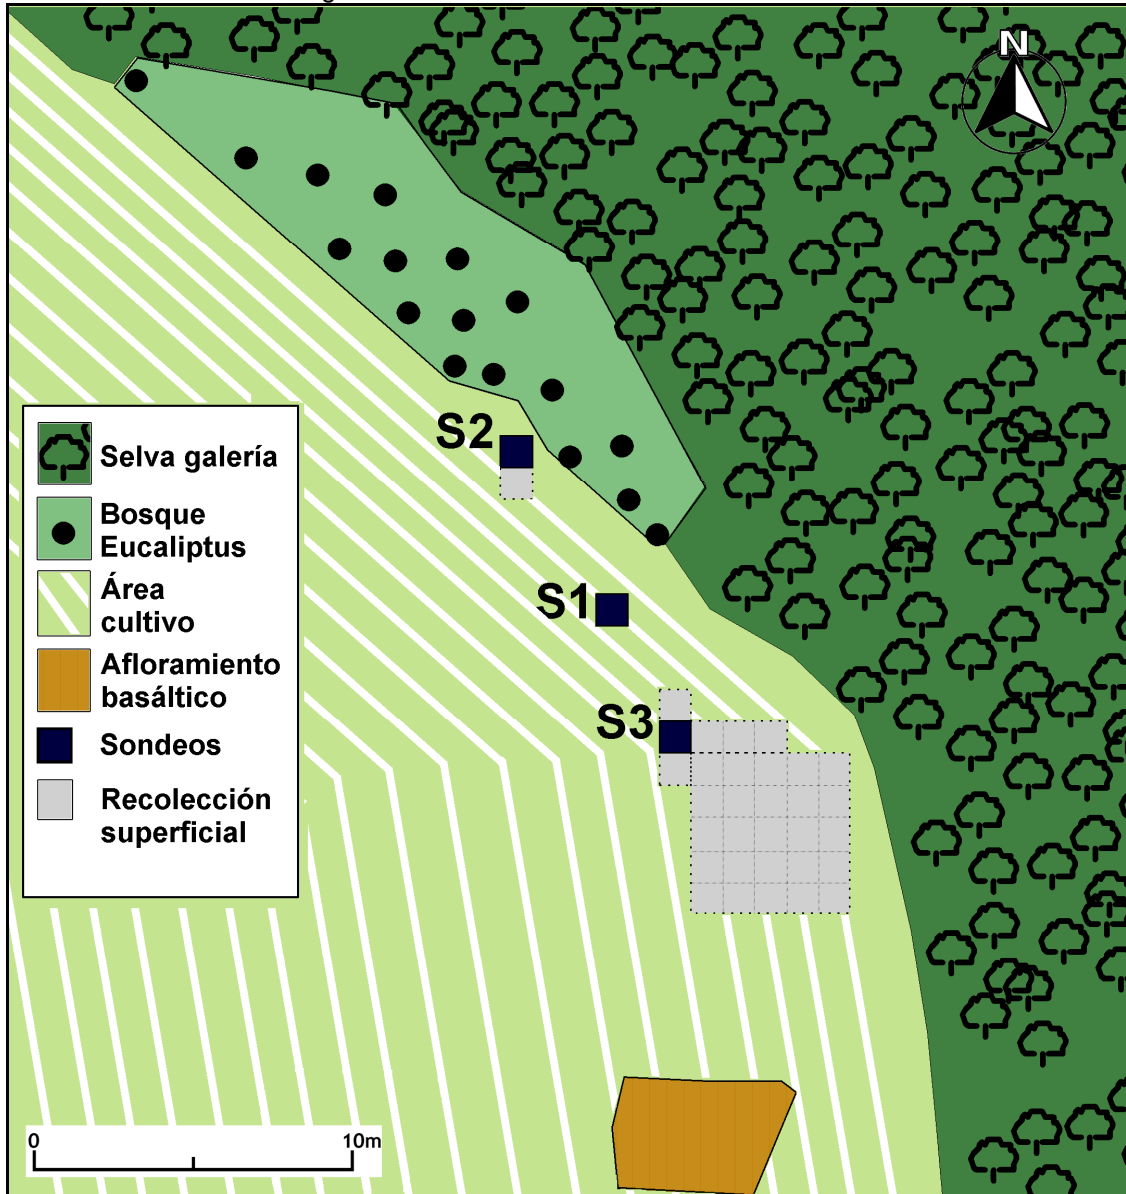 N
S2
S1
S3
Selva galería
Bosque
Eucaliptus
Área
cultivo
Afloramiento
basáltico
Sondeos
Recolección
superficial
0
10m